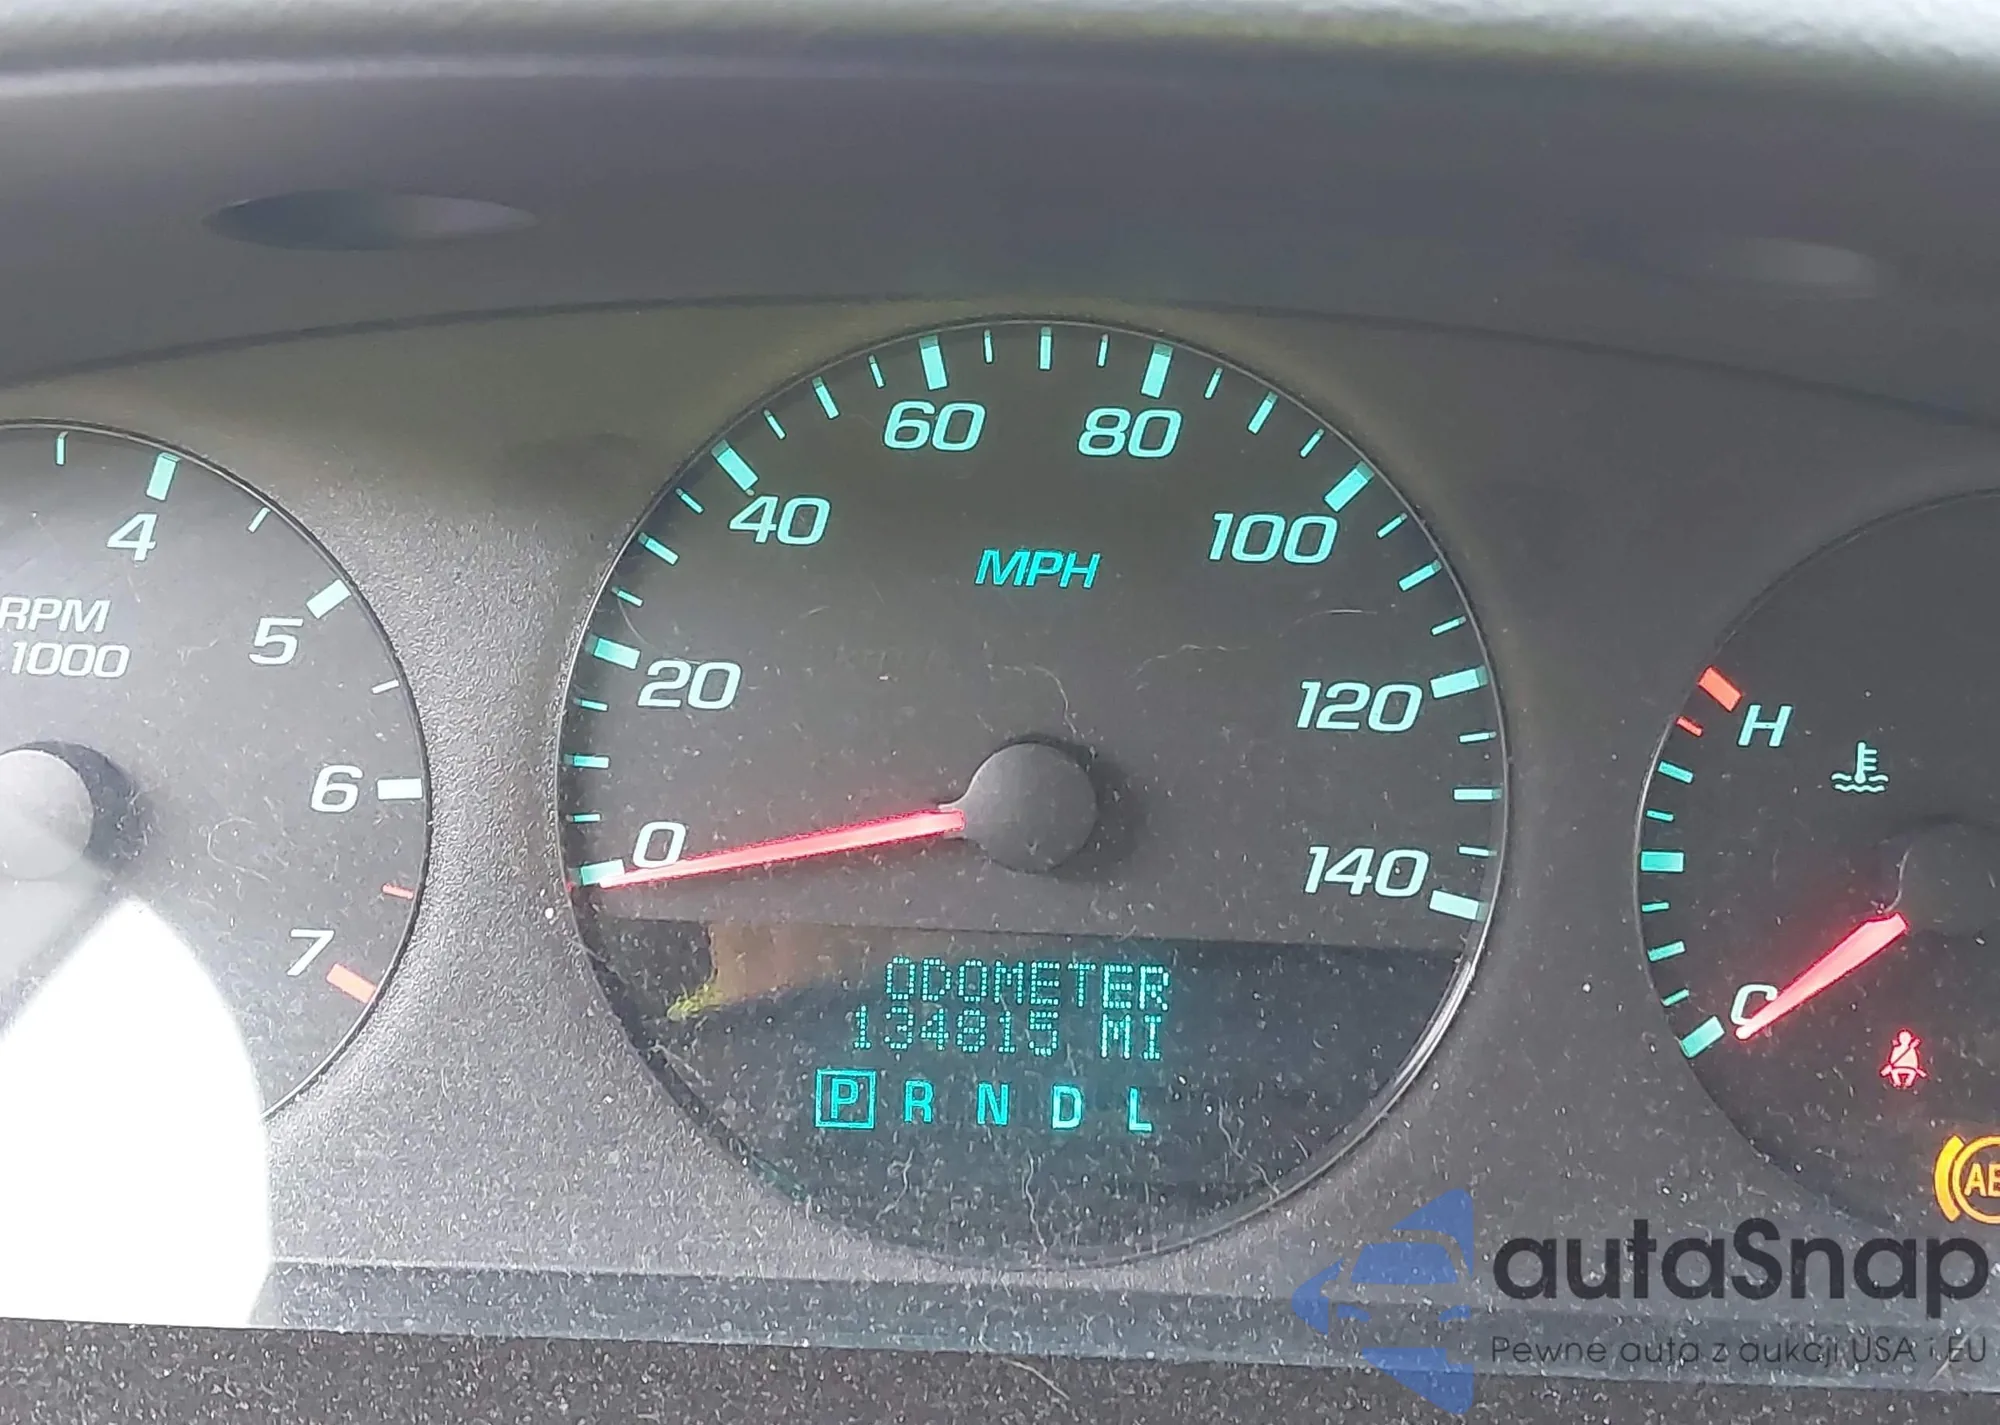 60
80
40
100
MPH
4
RPM
1000
5
20
120
H
6
0
140
7
ODOMETER
134815 MI
C
P R N D L
autaSnap
Pewne auta z aukcji USA i EU